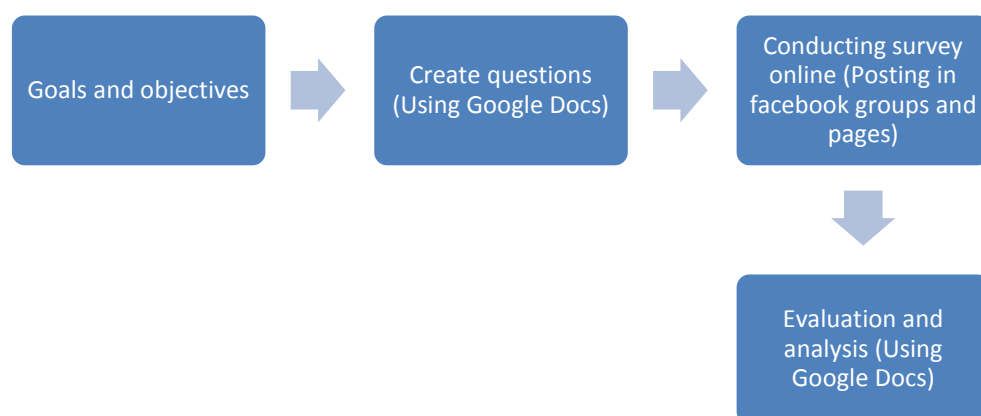 Goals and objectives
Create questions
(Using Google Docs)
Conducting survey
online (Posting in
facebook groups and
pages)
Evaluation and
analysis (Using
Google Docs)